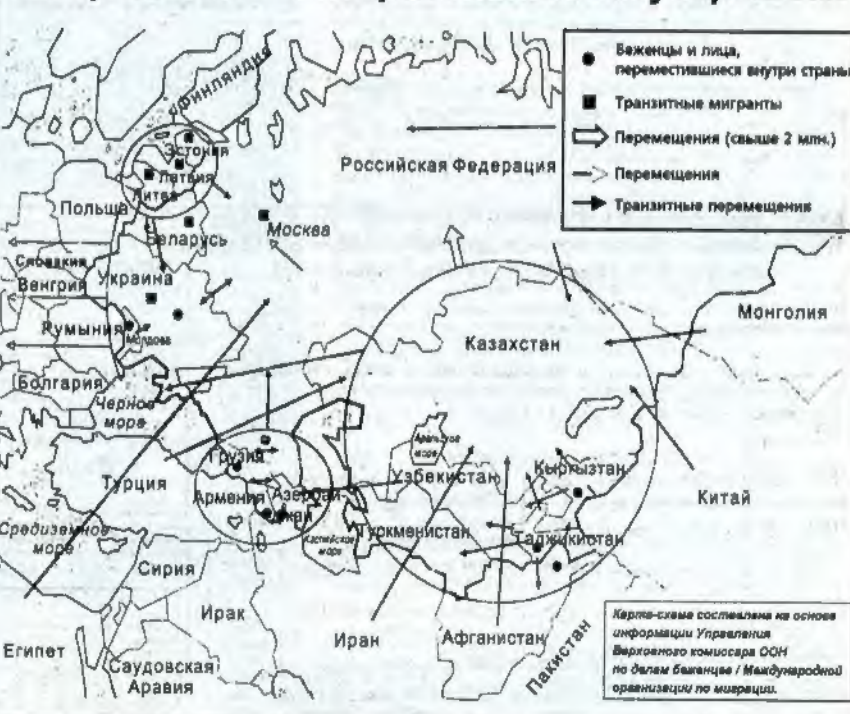 Беженцы и лица,
переместившиеся внутри страны
Транзитные мигранты
Перемещения (свыше 2 млн.)
Перемещения
Транзитные перемещения
Финляндия
Эстония
Латвия
Литва
Российская Федерация
Польша
Беларусь
Москва
Словакия
Украина
Венгрия
Румыния
Молдова
Монголия
Казахстан
Болгария
Черное
море
Аральское
море
Грузия
Кыргызстан
Турция
Узбекистан
Армения
Азербай-
джан
Китай
Средиземное
море
Туркменистан
Таджикистан
Каспийское
море
Сирия
Ирак
Иран
Афганистан
Пакистан
Египет
Саудовская
Аравия
Карта-схема составлена на основе
информации Управления
Верховного комиссара ООН
по делам беженцев / Международной
организации по миграции.